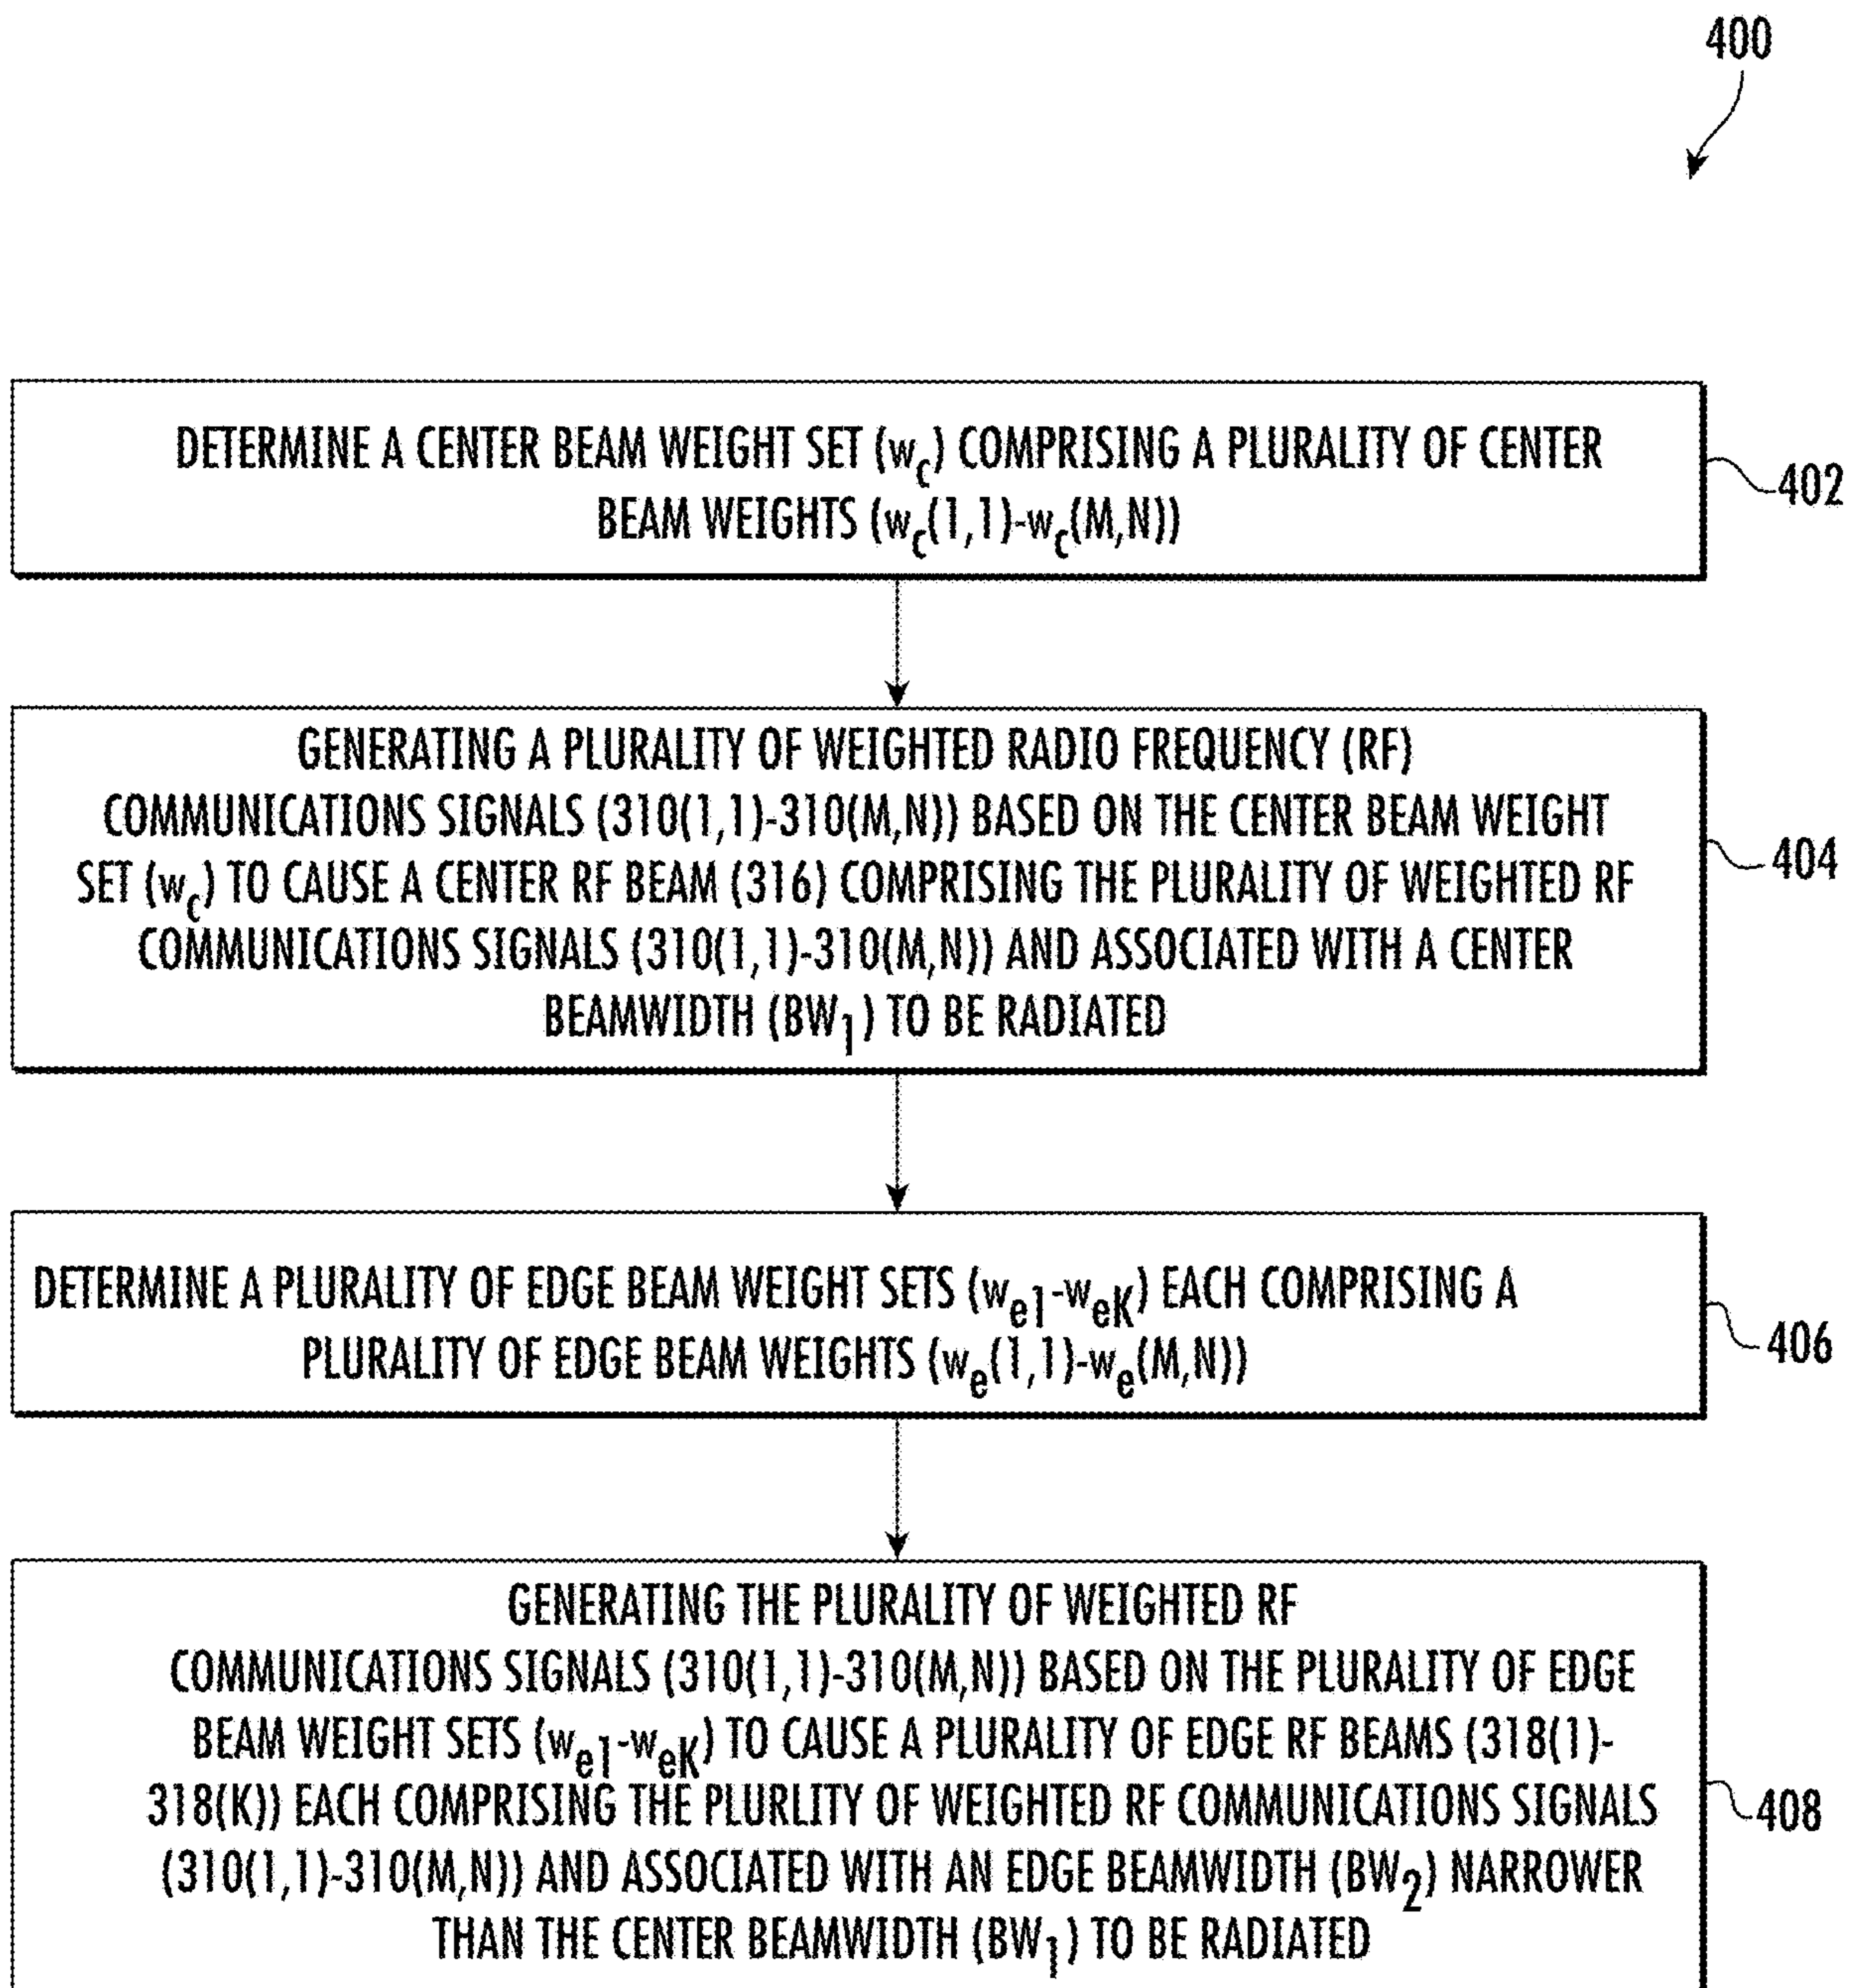 400
DETERMINE A CENTER BEAM WEIGHT SET (wc) COMPRISING A PLURALITY OF CENTER
BEAM WEIGHTS (wc(1,1)-wc(M,N))
402
GENERATING A PLURALITY OF WEIGHTED RADIO FREQUENCY (RF)
COMMUNICATIONS SIGNALS (310(1,1)-310(M,N)) BASED ON THE CENTER BEAM WEIGHT
SET (wc) TO CAUSE A CENTER RF BEAM (316) COMPRISING THE PLURALITY OF WEIGHTED RF
COMMUNICATIONS SIGNALS (310(1,1)-310(M,N)) AND ASSOCIATED WITH A CENTER
BEAMWIDTH (BW1) TO BE RADIATED
404
DETERMINE A PLURALITY OF EDGE BEAM WEIGHT SETS (we1-weK) EACH COMPRISING A
PLURALITY OF EDGE BEAM WEIGHTS (we(1,1)-we(M,N))
406
GENERATING THE PLURALITY OF WEIGHTED RF
COMMUNICATIONS SIGNALS (310(1,1)-310(M,N)) BASED ON THE PLURALITY OF EDGE
BEAM WEIGHT SETS (we1-weK) TO CAUSE A PLURALITY OF EDGE RF BEAMS (318(1)-
318(K)) EACH COMPRISING THE PLURLITY OF WEIGHTED RF COMMUNICATIONS SIGNALS
(310(1,1)-310(M,N)) AND ASSOCIATED WITH AN EDGE BEAMWIDTH (BW2) NARROWER
THAN THE CENTER BEAMWIDTH (BW1) TO BE RADIATED
408